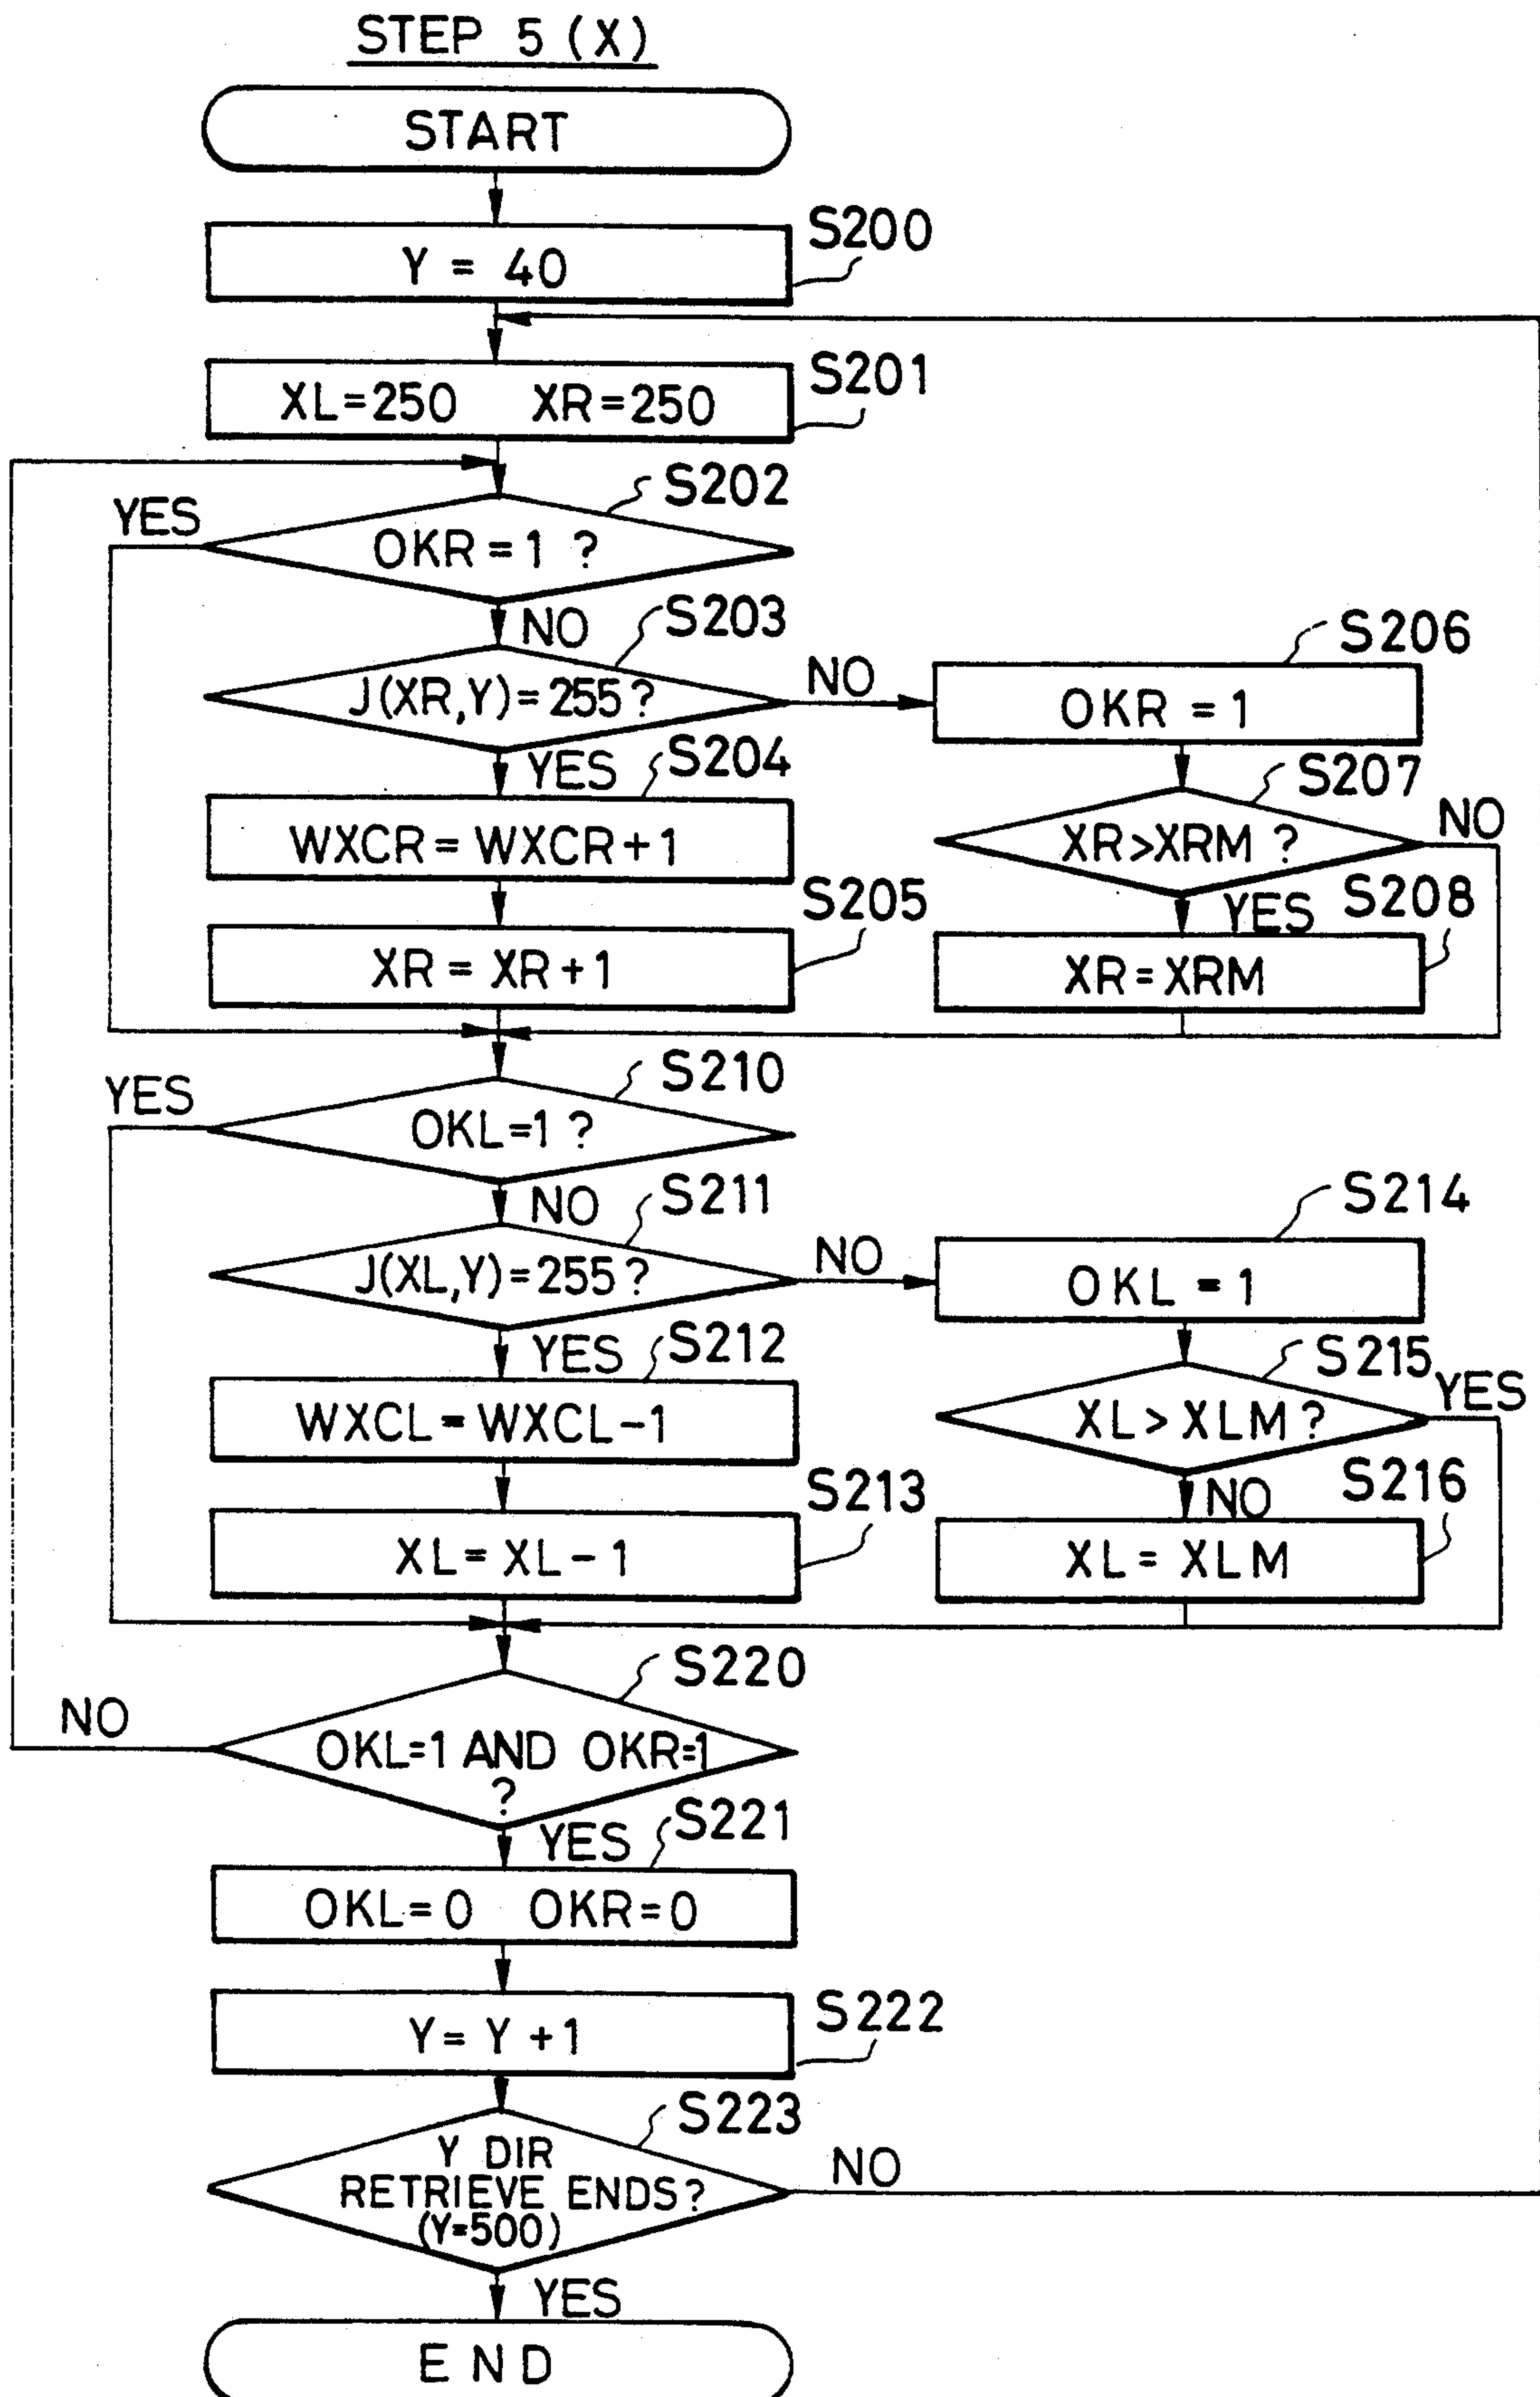 STEP 5 (X)
START
S200
Y = 40
S201
XL=250 XR=250
S202
YES
OKR=1 ?
NO
S203
J(XR,Y)=255?
NO
S206
OKR = 1
YES
S204
S207
WXCR=WXCR+1
XR>XRM ?
NO
S205
YES
S208
XR = XR+1
XR=XRM
S210
YES
OKL=1 ?
NO
S211
J(XL,Y)=255?
NO
S214
OKL = 1
YES
S212
S215
WXCL=WXCL-1
XL> XLM ?
YES
S213
NO
S216
XL=XL-1
XL= XLM
S220
NO
OKL=1 AND OKR=1
?
YES
S221
OKL=0 OKR=0
S222
Y= Y +1
S223
Y DIR
RETRIEVE ENDS?
(Y=500)
NO
YES
END